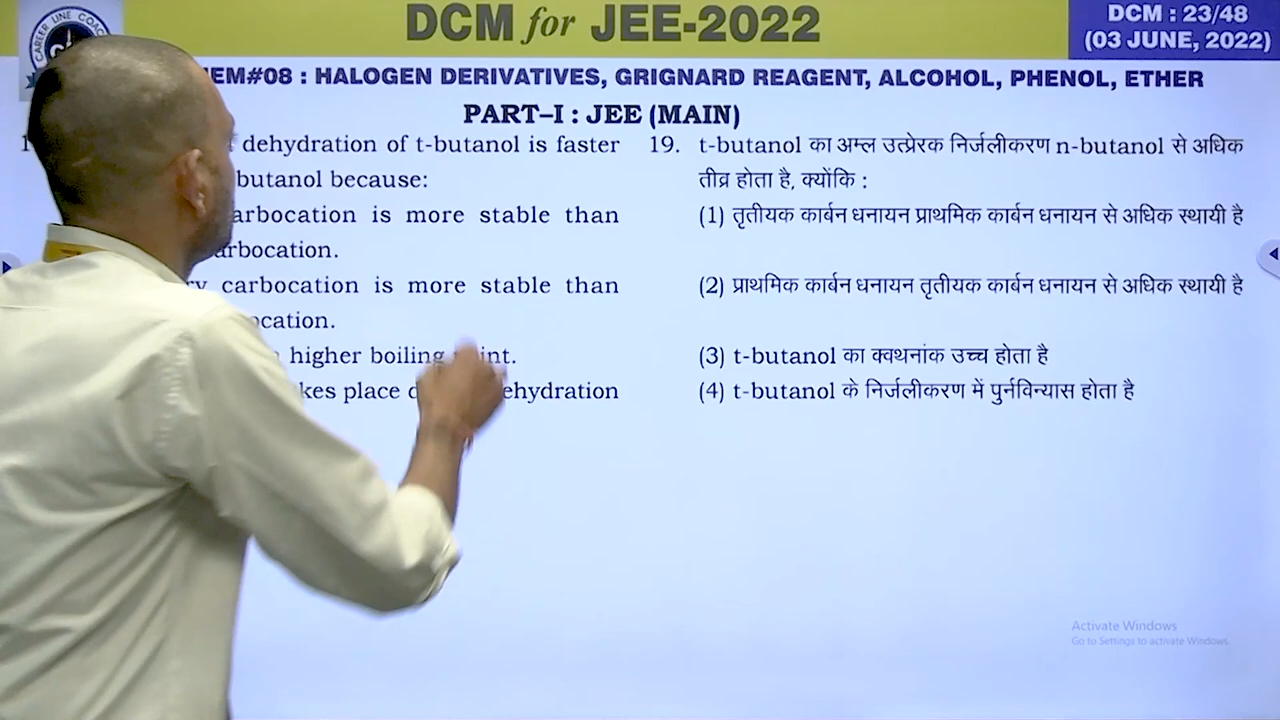 DCM for JEE-2022
DCM : 23/48
(03 JUNE, 2022)
CAREER LINE COAC
EM#08 : HALOGEN DERIVATIVES, GRIGNARD REAGENT, ALCOHOL, PHENOL, ETHER
PART–I : JEE (MAIN)
dehydration of t-butanol is faster
butanol because:
arbocation is more stable than
arbocation.
carbocation is more stable than
ocation.
higher boiling
kes place
ehydration
19. t-butanol का अम्ल उत्प्रेरक निर्जलीकरण n-butanol से अधिक
तीव्र होता है, क्योंकि :
(1) तृतीयक कार्बन धनायन प्राथमिक कार्बन धनायन से अधिक स्थायी है
(2) प्राथमिक कार्बन धनायन तृतीयक कार्बन धनायन से अधिक स्थायी है
(3) t-butanol का क्वथनांक उच्च होता है
(4) t-butanol के निर्जलीकरण में पुर्नविन्यास होता है
Activate Windows
Go to Settings to activate Windows.